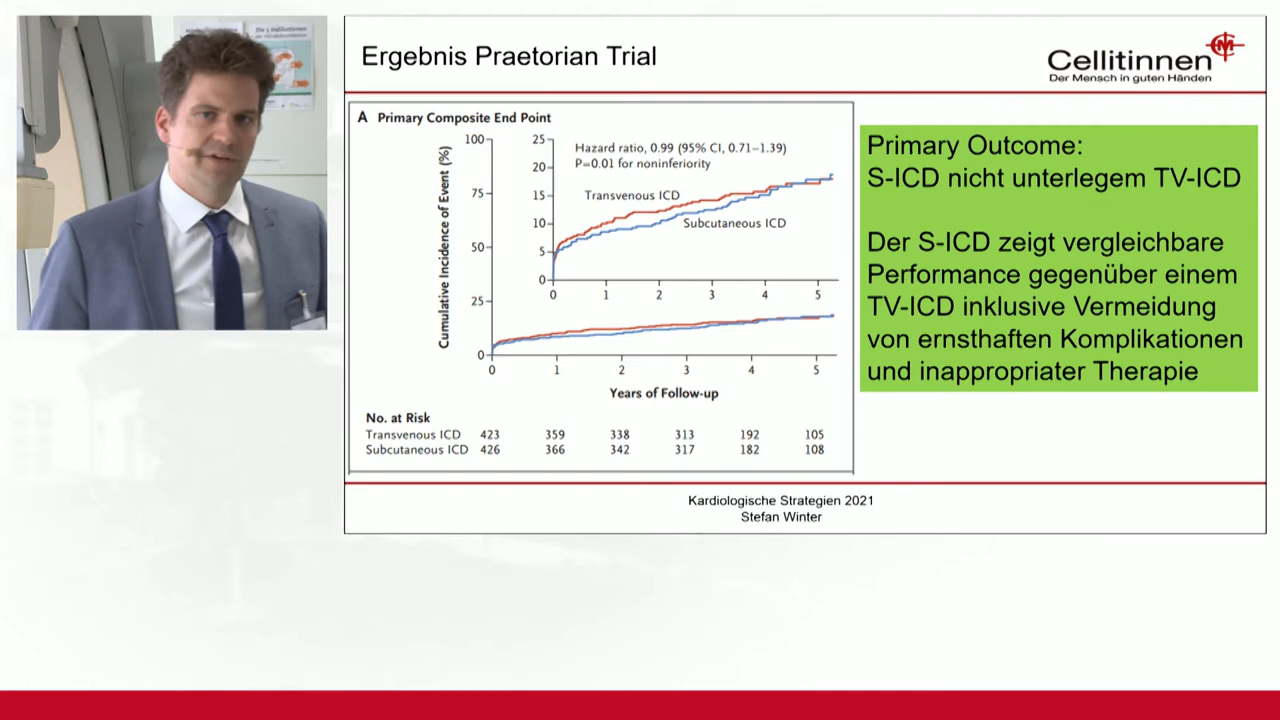 Die 5 Indikationen
Ergebnis Praetorian Trial
Cellitinnen
Der Mensch in guten Händen
A Primary Composite End Point
Cumulative Incidence of Event (%)
100
75
50
25
0
25
20
15
10
5
0
Hazard ratio, 0.99 (95% CI, 0.71–1.39)
P=0.01 for noninferiority
Transvenous ICD
Subcutaneous ICD
0 1 2 3 4 5
0 1 2 3 4 5
Years of Follow-up
No. at Risk
Transvenous ICD 423 359 338 313 192 105
Subcutaneous ICD 426 366 342 317 182 108
Primary Outcome:
S-ICD nicht unterlegem TV-ICD
Der S-ICD zeigt vergleichbare
Performance gegenüber einem
TV-ICD inklusive Vermeidung
von ernsthaften Komplikationen
und inappropriater Therapie
Kardiologische Strategien 2021
Stefan Winter